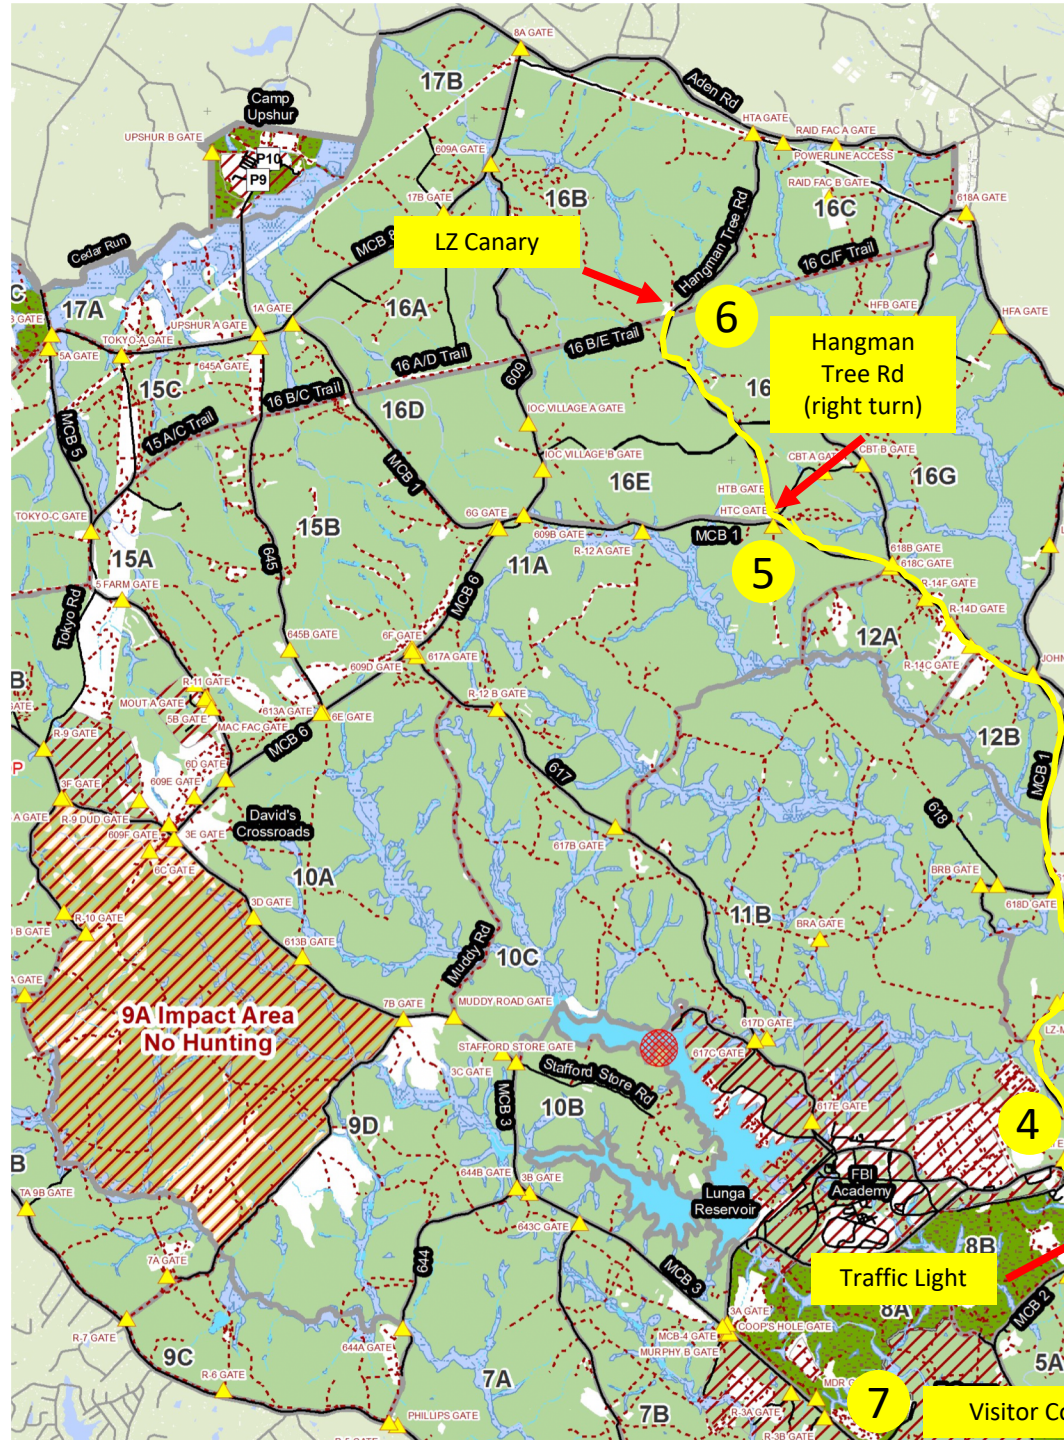 8A GATE
17B
Aden Rd
Camp
Upshur
UPSHUR B GATE
P10
P9
HTA GATE
RAID FAC A GATE
POWERLINE ACCESS
609A GATE
RAID FAC B GATE
17B GATE
16B
16C
618A GATE
MCB 8
LZ Canary
Hangman Tree Rd
Cedar Run
16 C/F Trail
17A
16A
6
HFB GATE
HFA GATE
1A GATE
UPSHUR A GATE
TOKYO-A GATE
5A GATE
645A GATE
16 A/D Trail
16 B/E Trail
Hangman
Tree Rd
(right turn)
15C
16 B/C Trail
609
16D
IOC VILLAGE A GATE
MCB 5
15 A/C Trail
CBT B GATE
CBT A GATE
IOC VILLAGE B GATE
MCB 1
16E
16G
HTB GATE
HTC GATE
TOKYO-C GATE
15B
6G GATE
609B GATE
MCB 1
R-12 A GATE
618B GATE
618C GATE
15A
645
11A
5
5 FARM GATE
MCB 6
R-14F GATE
R-14D GATE
Tokyo Rd
12A
645B GATE
6F GATE
609D GATE
617A GATE
R-14C GATE
R-11 GATE
MOUT A GATE
R-12 B GATE
5B GATE
613A GATE
6E GATE
MAC FAC GATE
12B
R-9 GATE
MCB 6
6D GATE
617
MCB 1
609E GATE
3F GATE
618
R-9 DUD GATE
David's
Crossroads
609F GATE
3E GATE
617B GATE
6C GATE
BRB GATE
10A
618D GATE
3D GATE
11B
R-10 GATE
BRA GATE
613B GATE
Muddy Rd
10C
7B GATE
MUDDY ROAD GATE
9A Impact Area
No Hunting
617D GATE
STAFFORD STORE GATE
617C GATE
3C GATE
Stafford Store Rd
MCB 3
10B
617E GATE
9D
4
644B GATE
3B GATE
FBI
Academy
TA 9B GATE
Lunga
Reservoir
643C GATE
8B
7A GATE
644
MCB 3
Traffic Light
8A
MCB 2
3A GATE
COOP'S HOLE GATE
MCB-4 GATE
MURPHY B GATE
R-7 GATE
644A GATE
9C
5A
R-6 GATE
7A
7
R-3A GATE
7B
Visitor Co
PHILLIPS GATE
R-3B GATE